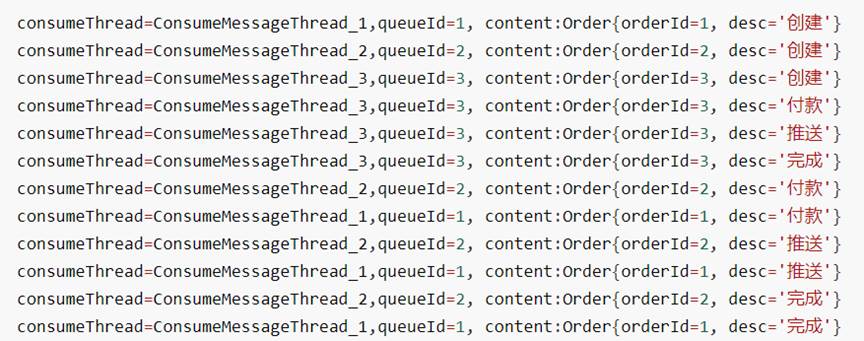 consumeThread=ConsumeMessageThread_1,queueId=1, content:Order{orderId=1, desc='创建'}
consumeThread=ConsumeMessageThread_2,queueId=2, content:Order{orderId=2, desc='创建'}
consumeThread=ConsumeMessageThread_3,queueId=3, content:Order{orderId=3, desc='创建'}
consumeThread=ConsumeMessageThread_3,queueId=3, content:Order{orderId=3, desc='付款'}
consumeThread=ConsumeMessageThread_3,queueId=3, content:Order{orderId=3, desc='推送'}
consumeThread=ConsumeMessageThread_3,queueId=3, content:Order{orderId=3, desc='完成'}
consumeThread=ConsumeMessageThread_2,queueId=2, content:Order{orderId=2, desc='付款'}
consumeThread=ConsumeMessageThread_1,queueId=1, content:Order{orderId=1, desc='付款'}
consumeThread=ConsumeMessageThread_2,queueId=2, content:Order{orderId=2, desc='推送'}
consumeThread=ConsumeMessageThread_1,queueId=1, content:Order{orderId=1, desc='推送'}
consumeThread=ConsumeMessageThread_2,queueId=2, content:Order{orderId=2, desc='完成'}
consumeThread=ConsumeMessageThread_1,queueId=1, content:Order{orderId=1, desc='完成'}